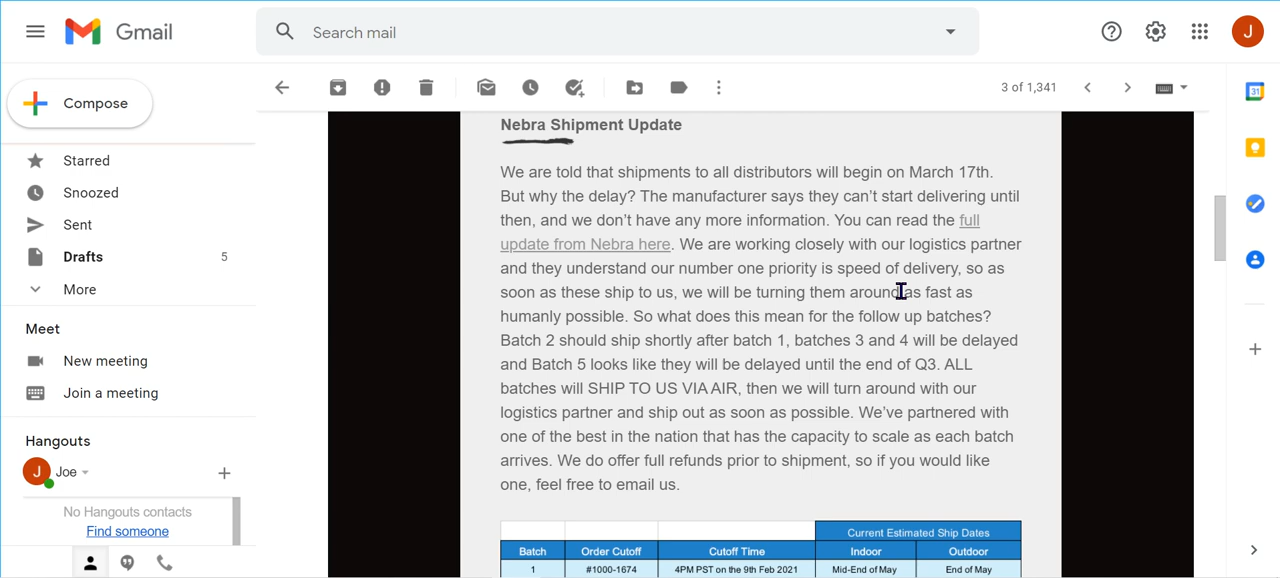 Gmail
Search mail
J
Compose
3 of 1,341
31
Starred
Snoozed
Sent
Drafts 5
More
Meet
New meeting
Join a meeting
Hangouts
J Joe
No Hangouts contacts
Find someone
Nebra Shipment Update
We are told that shipments to all distributors will begin on March 17th.
But why the delay? The manufacturer says they can’t start delivering until
then, and we don’t have any more information. You can read the full
update from Nebra here. We are working closely with our logistics partner
and they understand our number one priority is speed of delivery, so as
soon as these ship to us, we will be turning them around as fast as
humanly possible. So what does this mean for the follow up batches?
Batch 2 should ship shortly after batch 1, batches 3 and 4 will be delayed
and Batch 5 looks like they will be delayed until the end of Q3. ALL
batches will SHIP TO US VIA AIR, then we will turn around with our
logistics partner and ship out as soon as possible. We’ve partnered with
one of the best in the nation that has the capacity to scale as each batch
arrives. We do offer full refunds prior to shipment, so if you would like
one, feel free to email us.
Current Estimated Ship Dates
Batch Order Cutoff Cutoff Time Indoor Outdoor
1 #1000-1674 4PM PST on the 9th Feb 2021 Mid-End of May End of May